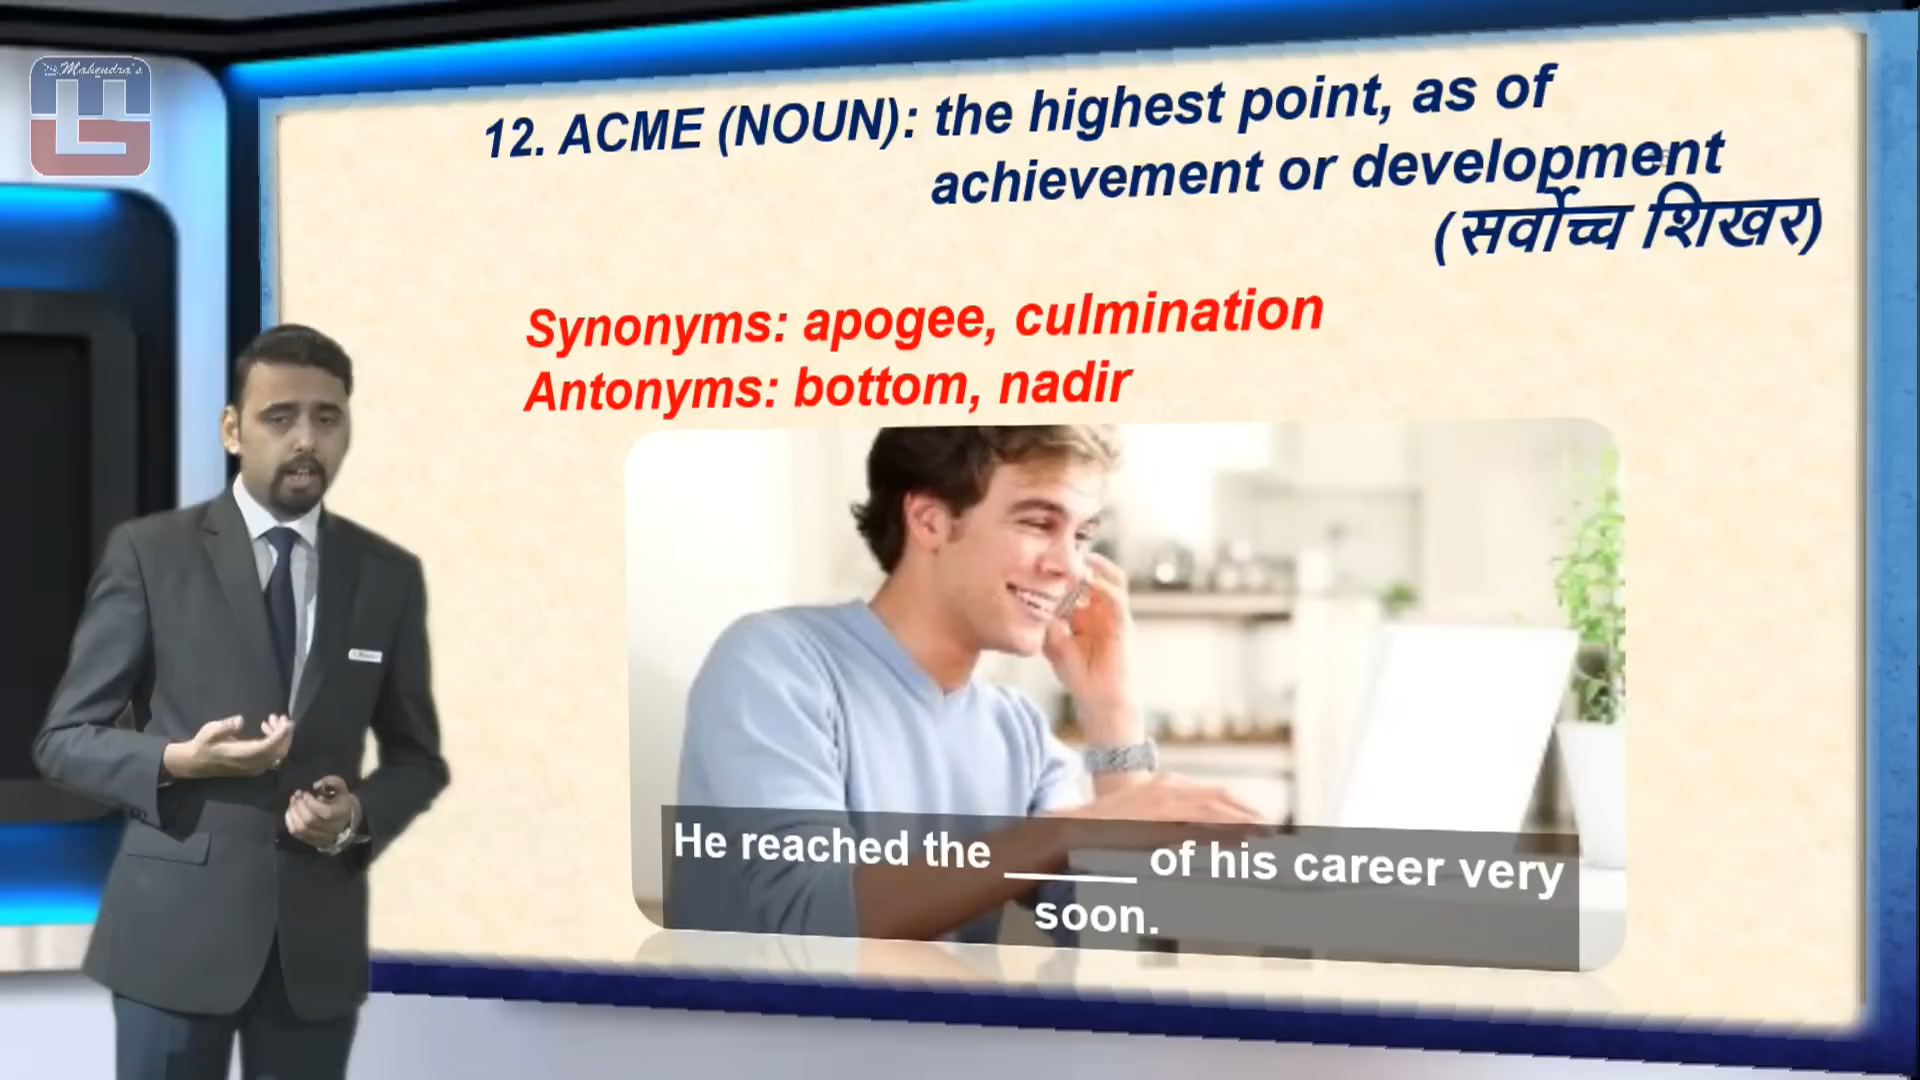 Mahendra's
12. ACME (NOUN): the highest point, as of
achievement or development
(सर्वोच्च शिखर)
Synonyms: apogee, culmination
Antonyms: bottom, nadir
He reached the _____ of his career very
soon.